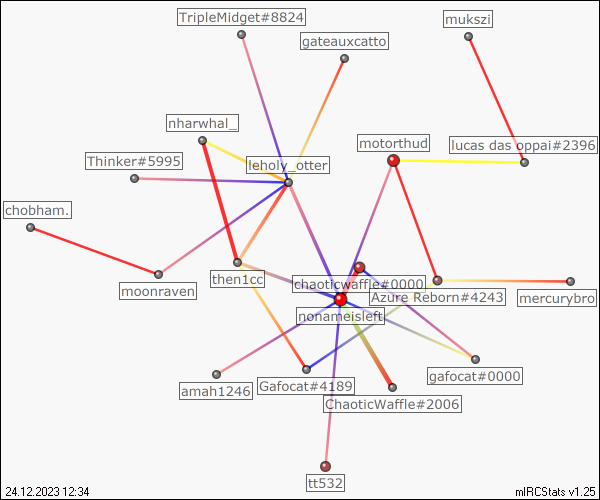 TripleMidget#8824
mukszi
gateauxcatto
nharwhal_
motorthud
lucas das oppai#2396
Thinker#5995
leholy_otter
chobham.
then1cc
chaoticwaffle#0000
moonraven
Azure Reborn#4243
mercurybro
nonameisleft
gafocat#0000
amah1246
Gafocat#4189
ChaoticWaffle#2006
tt532
24.12.2023 12:34
mIRCStats v1.25